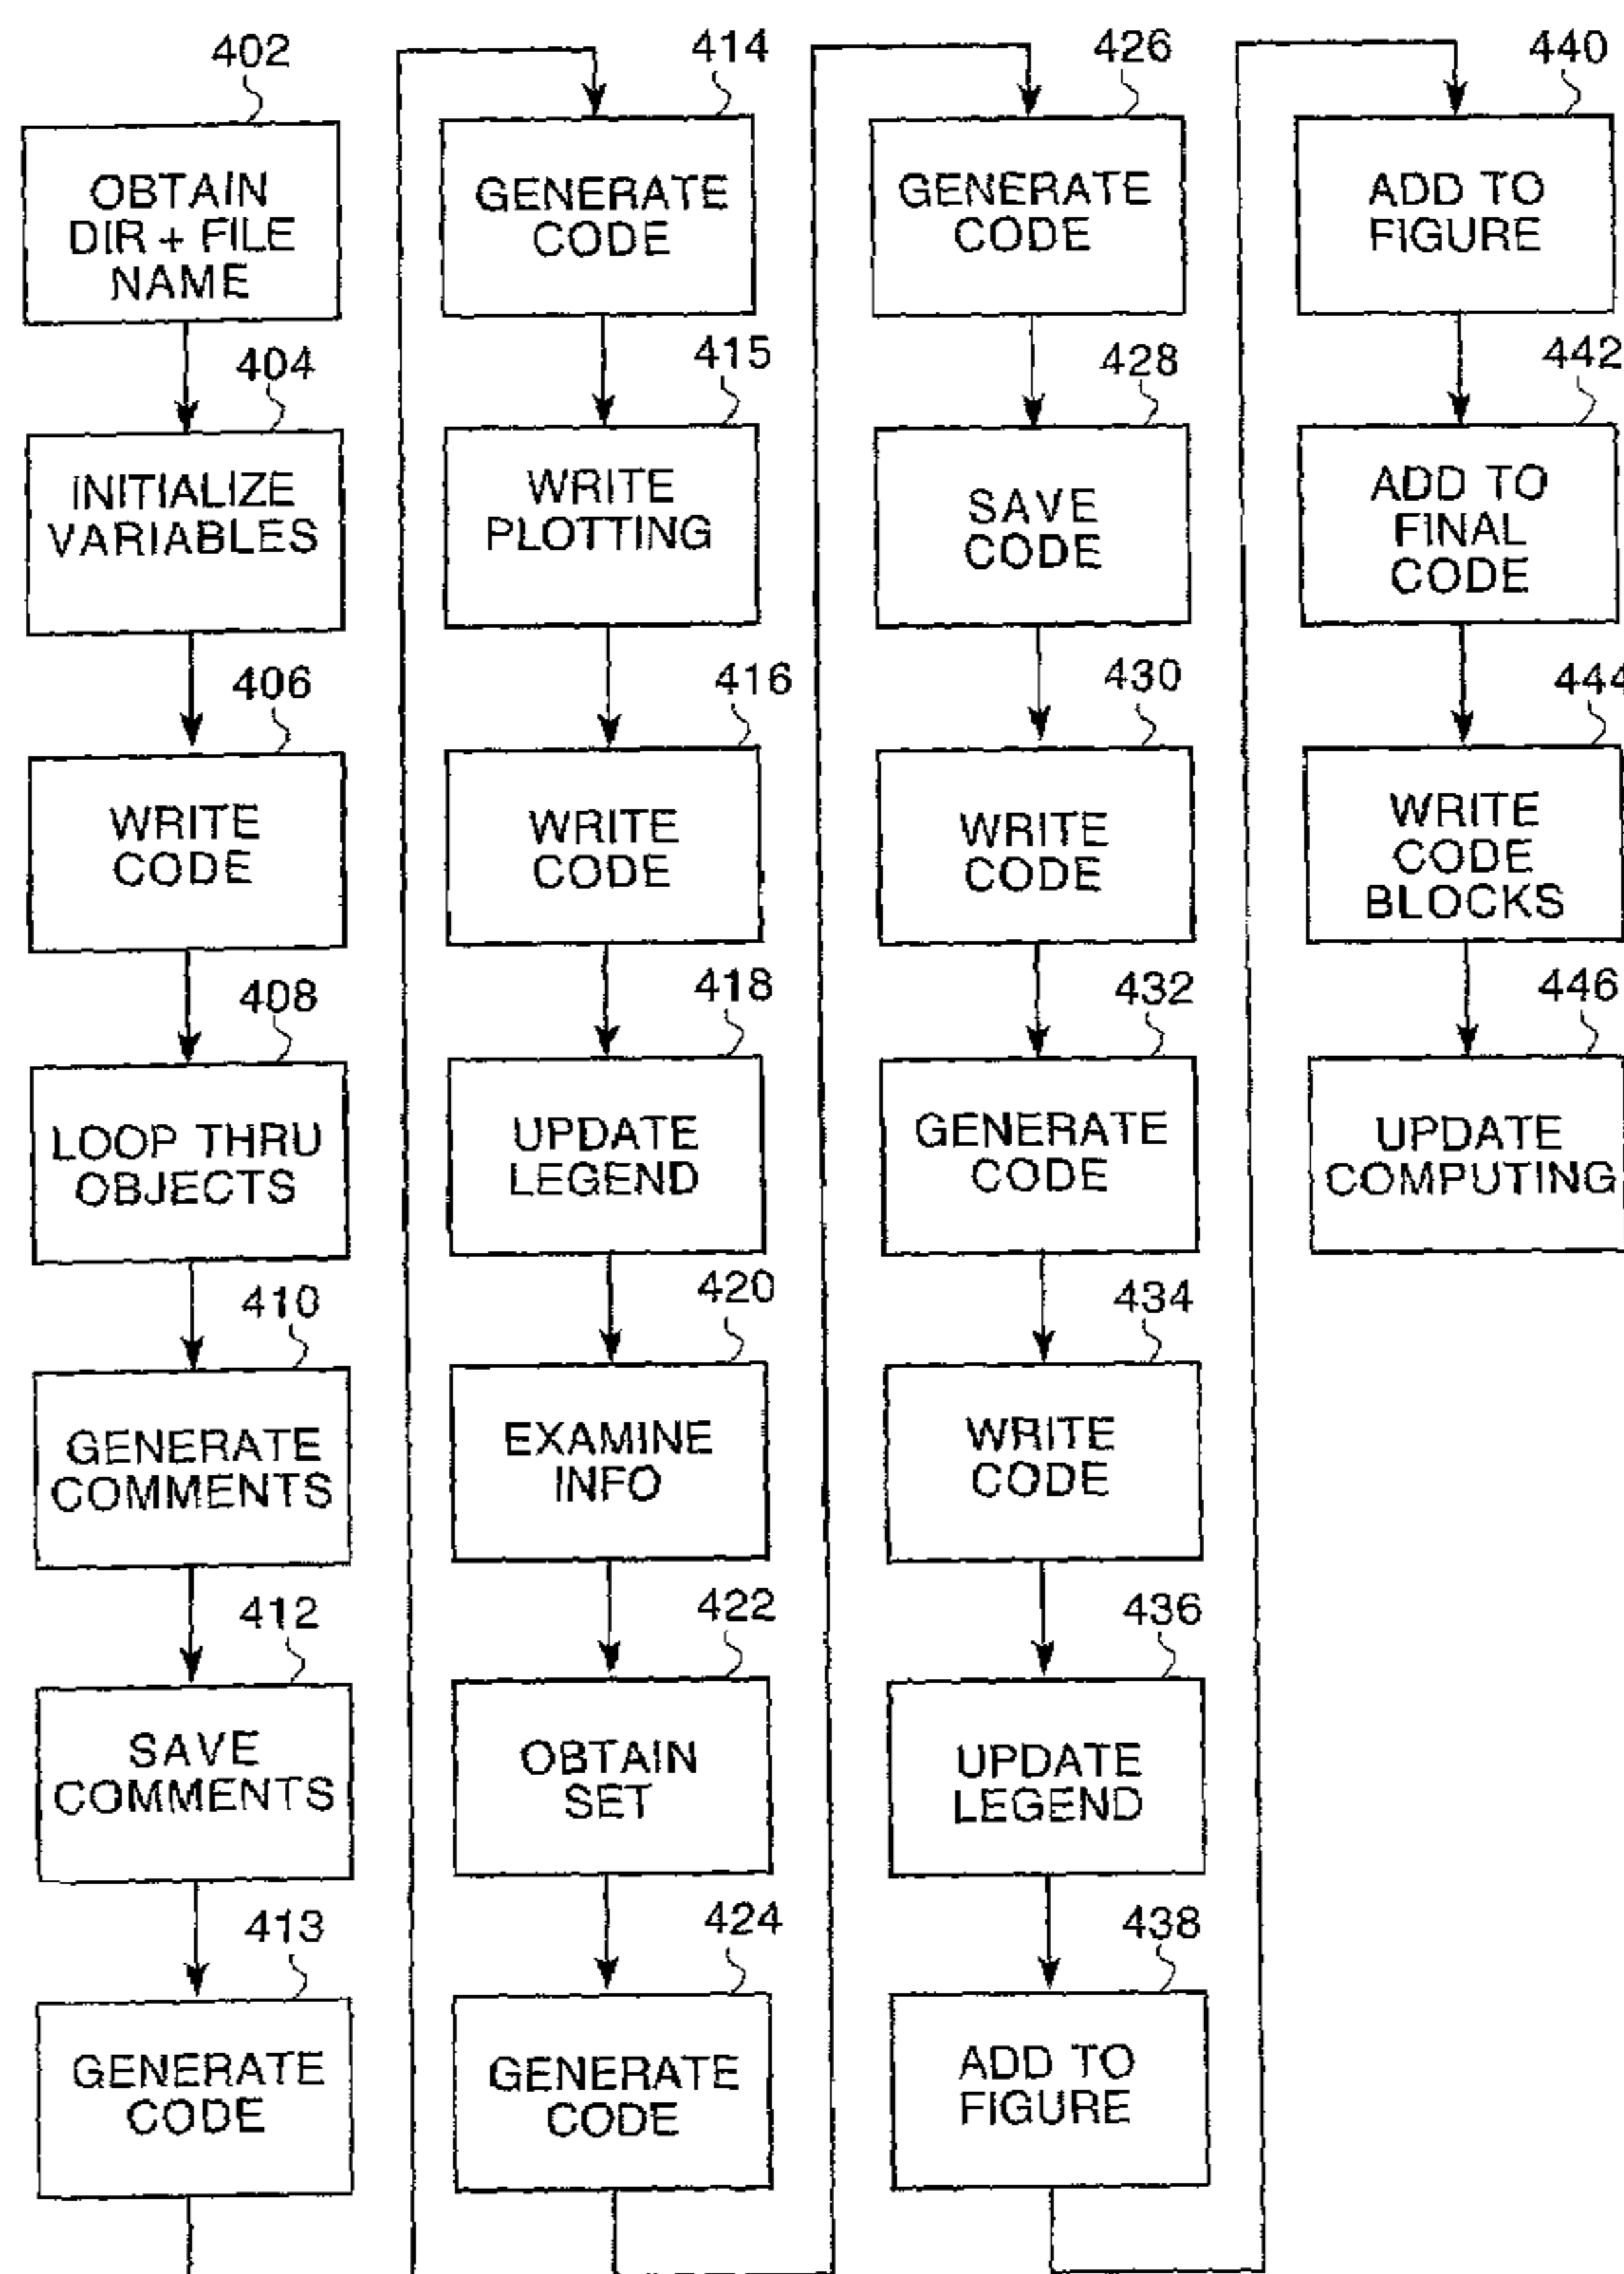 402
OBTAIN
DIR + FILE
NAME
404
INITIALIZE
VARIABLES
406
WRITE
CODE
408
LOOP THRU
OBJECTS
410
GENERATE
COMMENTS
412
SAVE
COMMENTS
413
GENERATE
CODE
414
GENERATE
CODE
415
WRITE
PLOTTING
416
WRITE
CODE
418
UPDATE
LEGEND
420
EXAMINE
INFO
422
OBTAIN
SET
424
GENERATE
CODE
426
GENERATE
CODE
428
SAVE
CODE
430
WRITE
CODE
432
GENERATE
CODE
434
WRITE
CODE
436
UPDATE
LEGEND
438
ADD TO
FIGURE
440
ADD TO
FIGURE
442
ADD TO
FINAL
CODE
444
WRITE
CODE
BLOCKS
446
UPDATE
COMPUTING